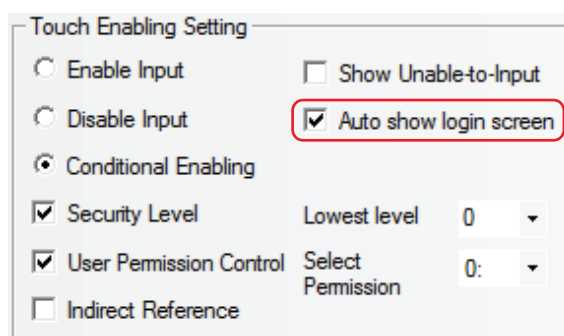 Touch Enabling Setting
Enable Input
Show Unable-to-Input
Disable Input
Auto show login screen
Conditional Enabling
Security Level
Lowest level
0
User Permission Control
Select
Permission
0:
Indirect Reference